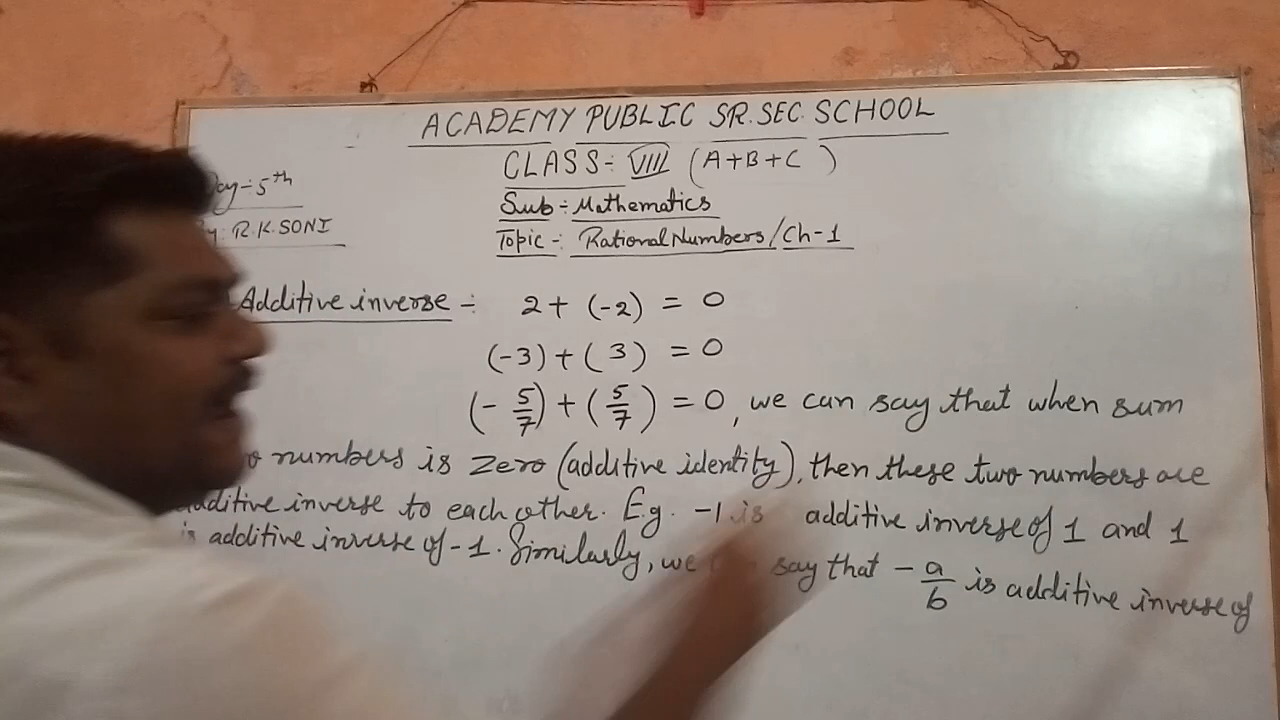 ACADEMY PUBLIC SR. SEC. SCHOOL
CLASS:- VIII (A+B+C )
Day-5th
Sub:- Mathematics
By: R.K. SONI
Topic-: Rational Numbers/Ch-1
Additive inverse - : 2 + (-2) = 0
(-3) + ( 3 ) = 0
(- 5/7) + ( 5/7 ) = 0, we can say that when sum
numbers is zero (additive identity), then these two numbers are
additive inverse to each other. E.g. -1 is additive inverse of 1 and 1
is additive inverse of -1. Similarly, we say that - a/b is additive inverse of